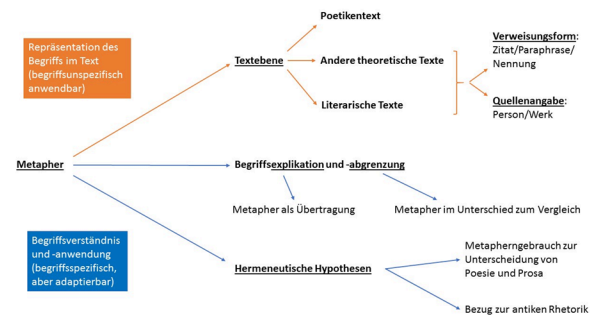 Poetikentext
Repräsentation des
Begriffs im Text
(begriffsunspezifisch
anwendbar)
Textebene
Andere theoretische Texte
Literarische Texte
Verweisungsform:
Zitat/Paraphrase/
Nennung
Quellenangabe:
Person/Werk
Metapher
Begriffsexplikation und -abgrenzung
Metapher als Übertragung
Metapher im Unterschied zum Vergleich
Begriffsverständnis
und -anwendung
(begriffsspezifisch,
aber adaptierbar)
Hermeneutische Hypothesen
Metapherngebrauch zur
Unterscheidung von
Poesie und Prosa
Bezug zur antiken Rhetorik